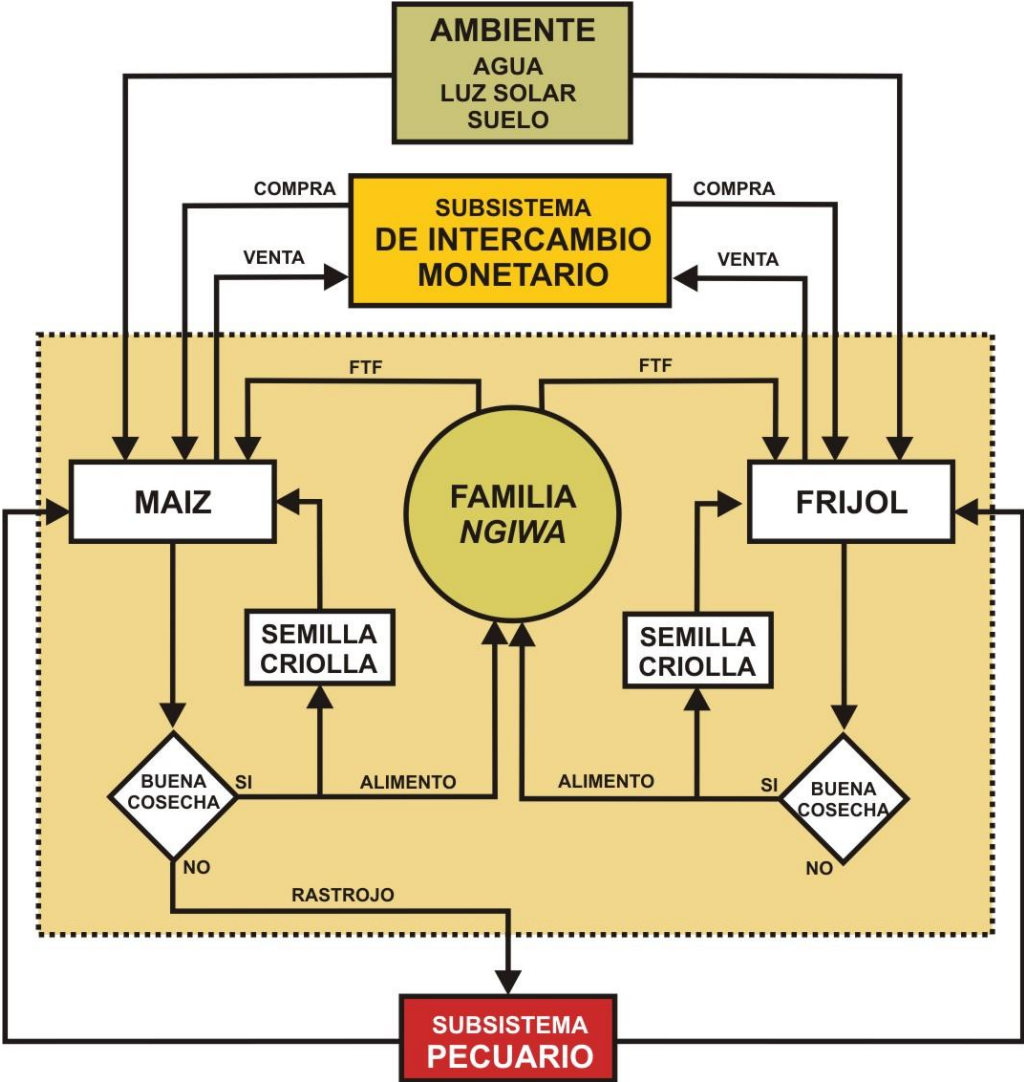 AMBIENTE
AGUA
LUZ SOLAR
SUELO
COMPRA
SUBSISTEMA
DE INTERCAMBIO
MONETARIO
COMPRA
VENTA
VENTA
FTF
FTF
MAIZ
FAMILIA
NGIWA
FRIJOL
SEMILLA
CRIOLLA
SEMILLA
CRIOLLA
BUENA
COSECHA
SI
ALIMENTO
ALIMENTO
SI
BUENA
COSECHA
NO
NO
RASTROJO
SUBSISTEMA
PECUARIO